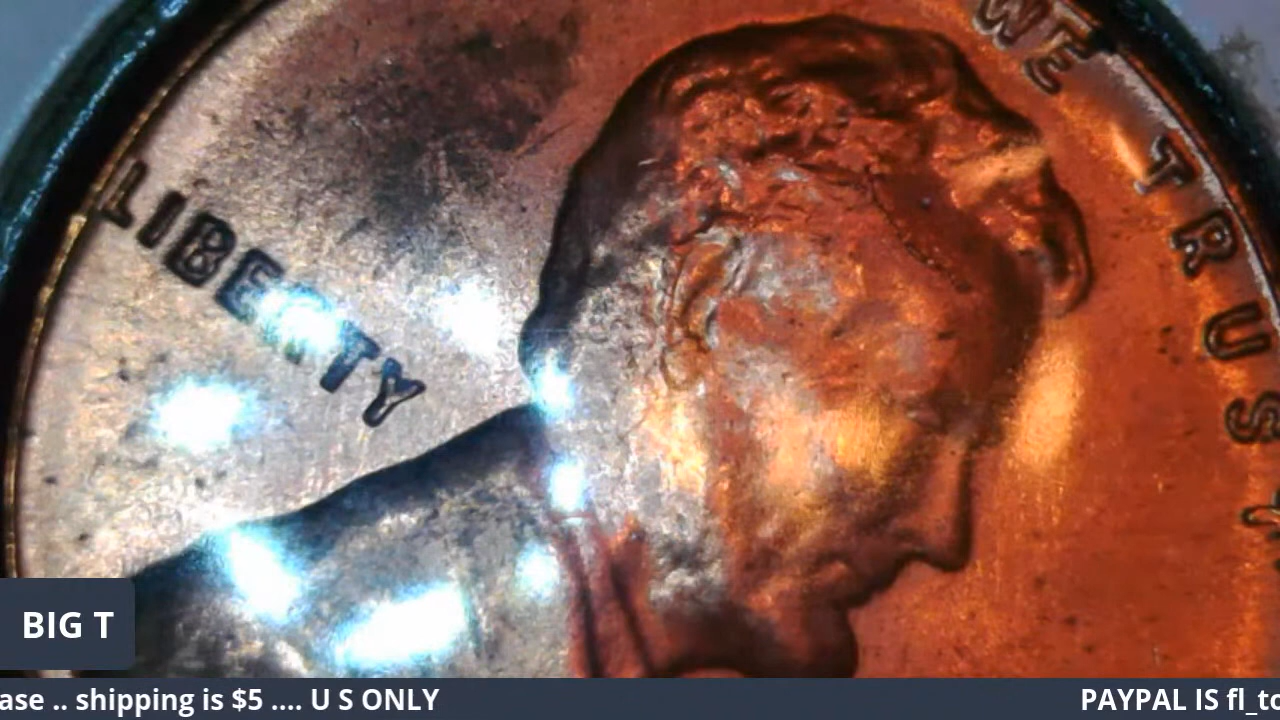 WE
TRUST
LIBERTY
BIG T
ase .. shipping is $5 .... U S ONLY
PAYPAL IS fl_to